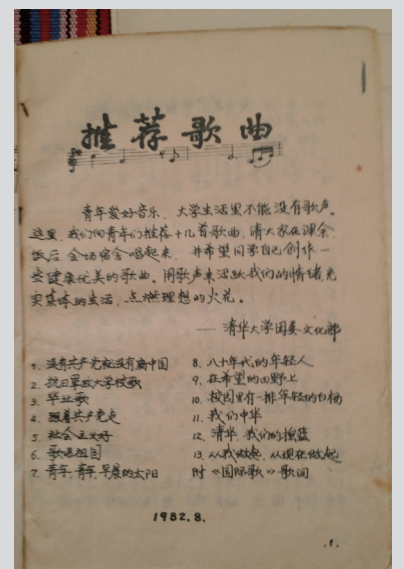 推荐歌曲
青年爱好音乐，大学生活里不能没有歌声。
这里，我们向青年们推荐十几首歌曲，请大家在课余、
饭后、会场宿舍唱起来，并希望同学自己创作一
些健康优美的歌曲。用歌声来活跃我们的情绪，充
实集体的生活，点燃理想的火花。
——清华大学团委文化部
1. 没有共产党就没有新中国
2. 抗日军政大学校歌
3. 毕业歌
4. 跟着共产党走
5. 社会主义好
6. 歌唱祖国
7. 青年，青年，早晨的太阳
8. 八十年代的年轻人
9. 在希望的田野上
10. 校园里有一排年轻的白杨
11. 我们中华
12. 清华，我们的摇篮
13. 从我做起，从现在做起
附《国际歌》歌词
1982.8.
.1.